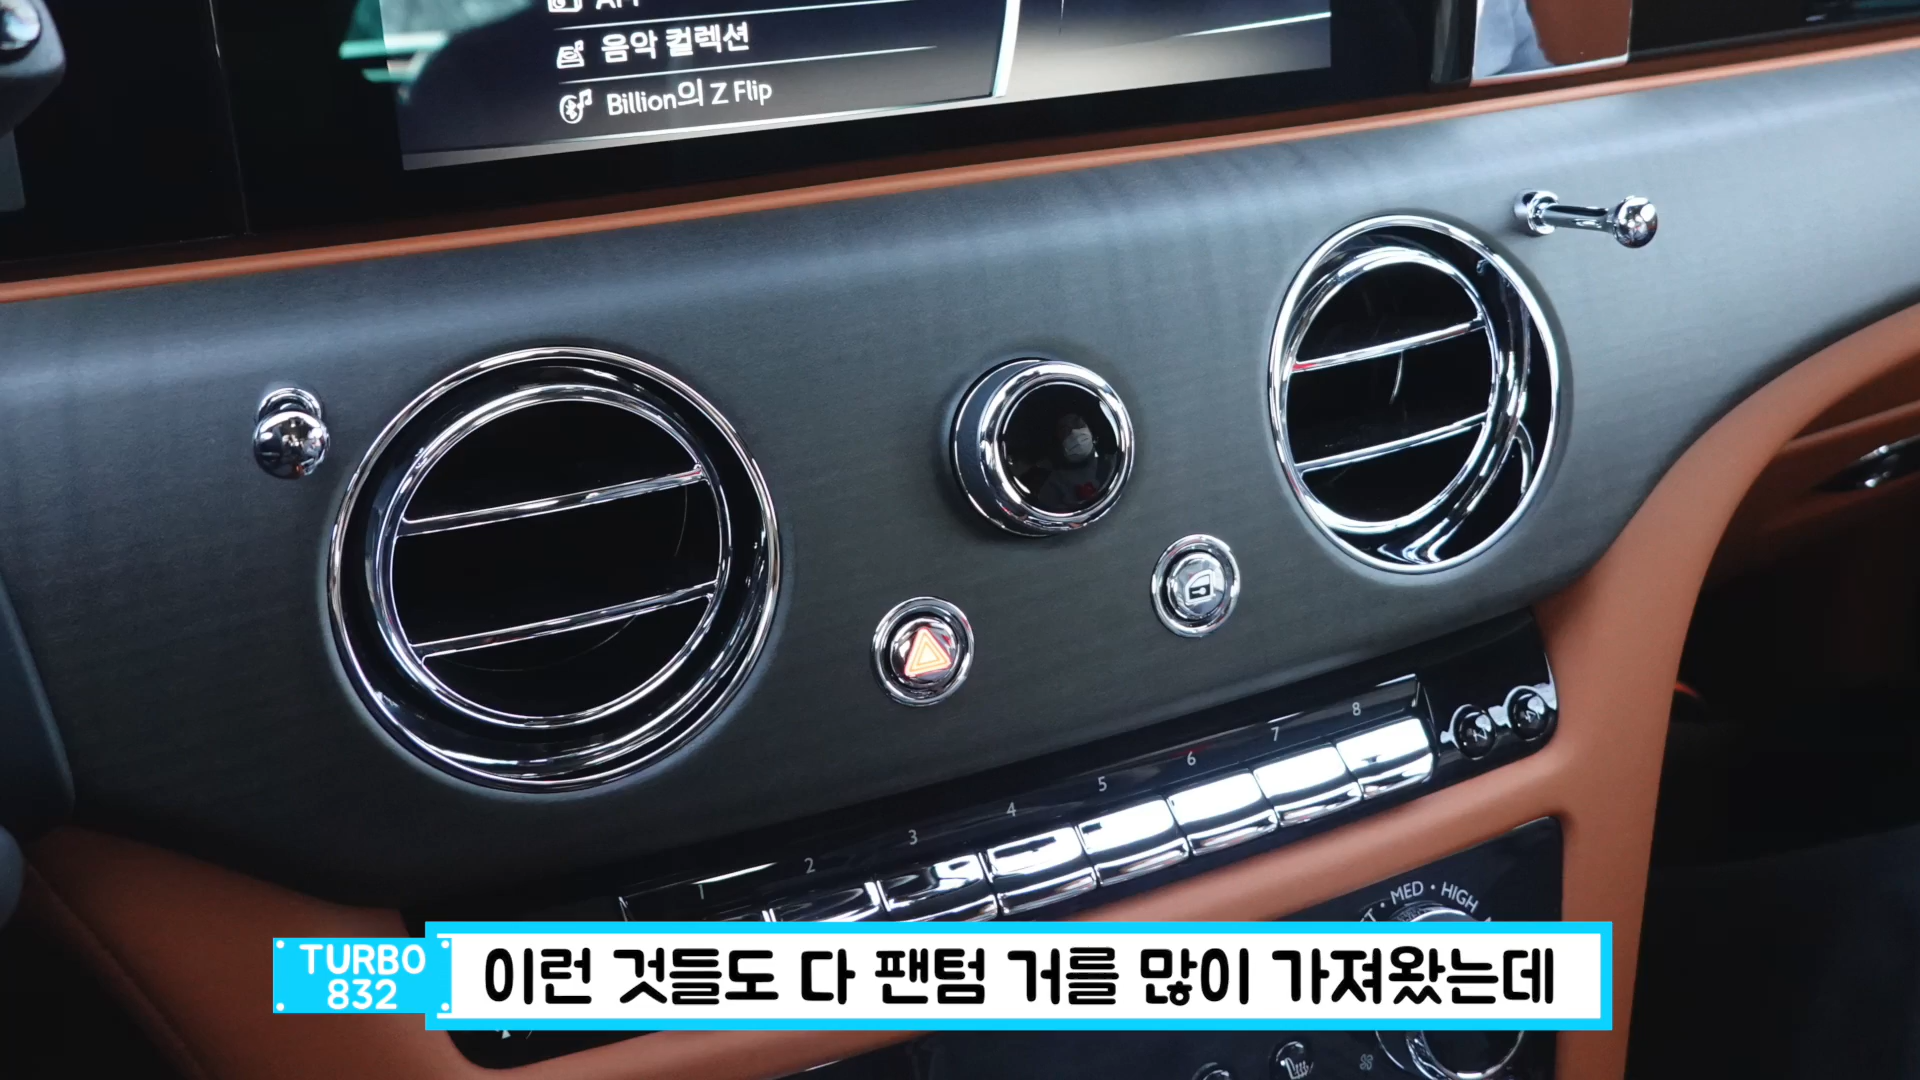 음악 컬렉션
Billion의 Z Flip
1 2 3 4 5 6 7 8
MED • HIGH
TURBO
832
이런 것들도 다 팬텀 거를 많이 가져왔는데